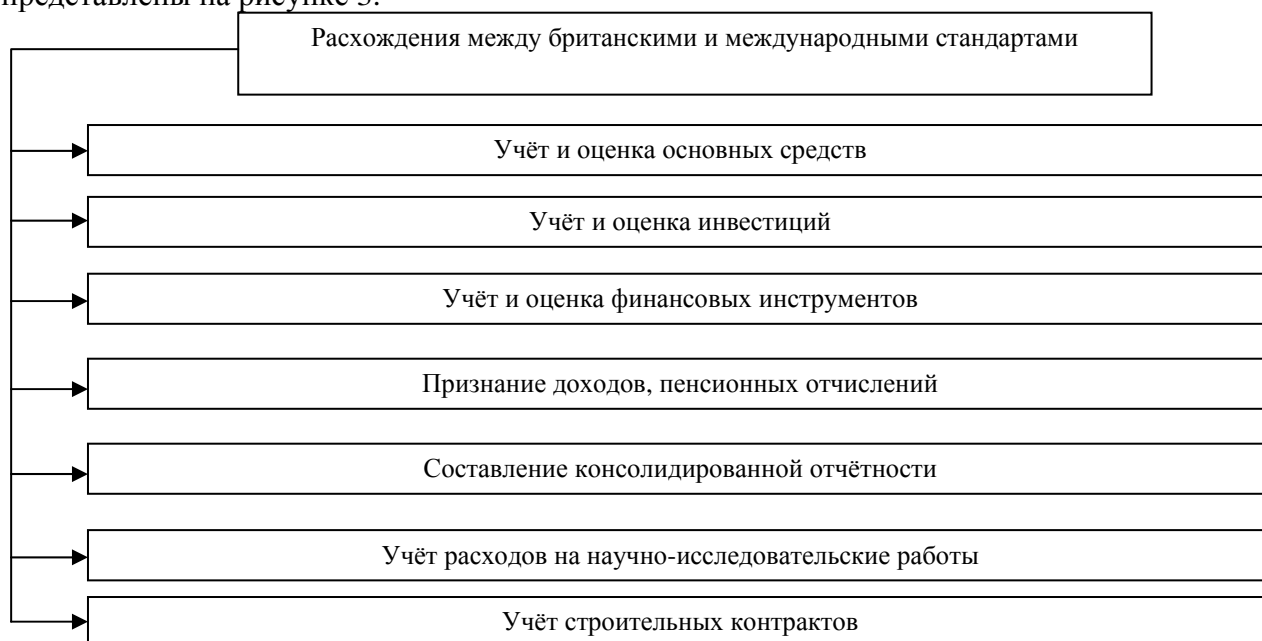 представлены на рисунке 3.
Расхождения между британскими и международными стандартами
Учёт и оценка основных средств
Учёт и оценка инвестиций
Учёт и оценка финансовых инструментов
Признание доходов, пенсионных отчислений
Составление консолидированной отчётности
Учёт расходов на научно-исследовательские работы
Учёт строительных контрактов